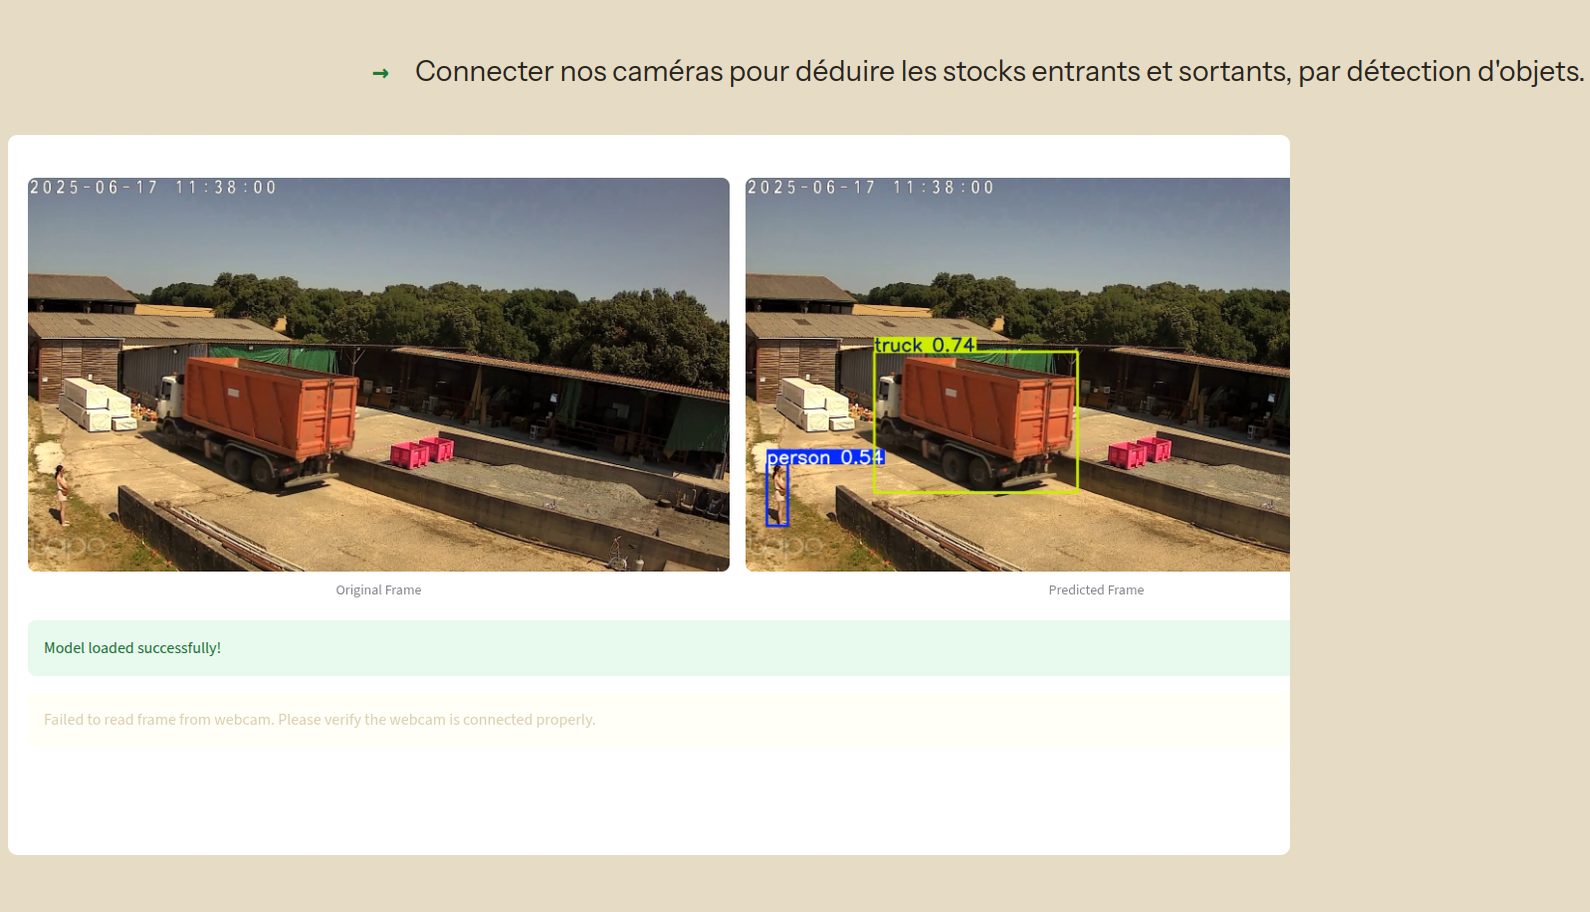 → Connecter nos caméras pour déduire les stocks entrants et sortants, par détection d'objets.
2025-06-17 11:38:00
2025-06-17 11:38:00
truck 0.74
person 0.54
tapo
tapo
Original Frame
Predicted Frame
Model loaded successfully!
Failed to read frame from webcam. Please verify the webcam is connected properly.